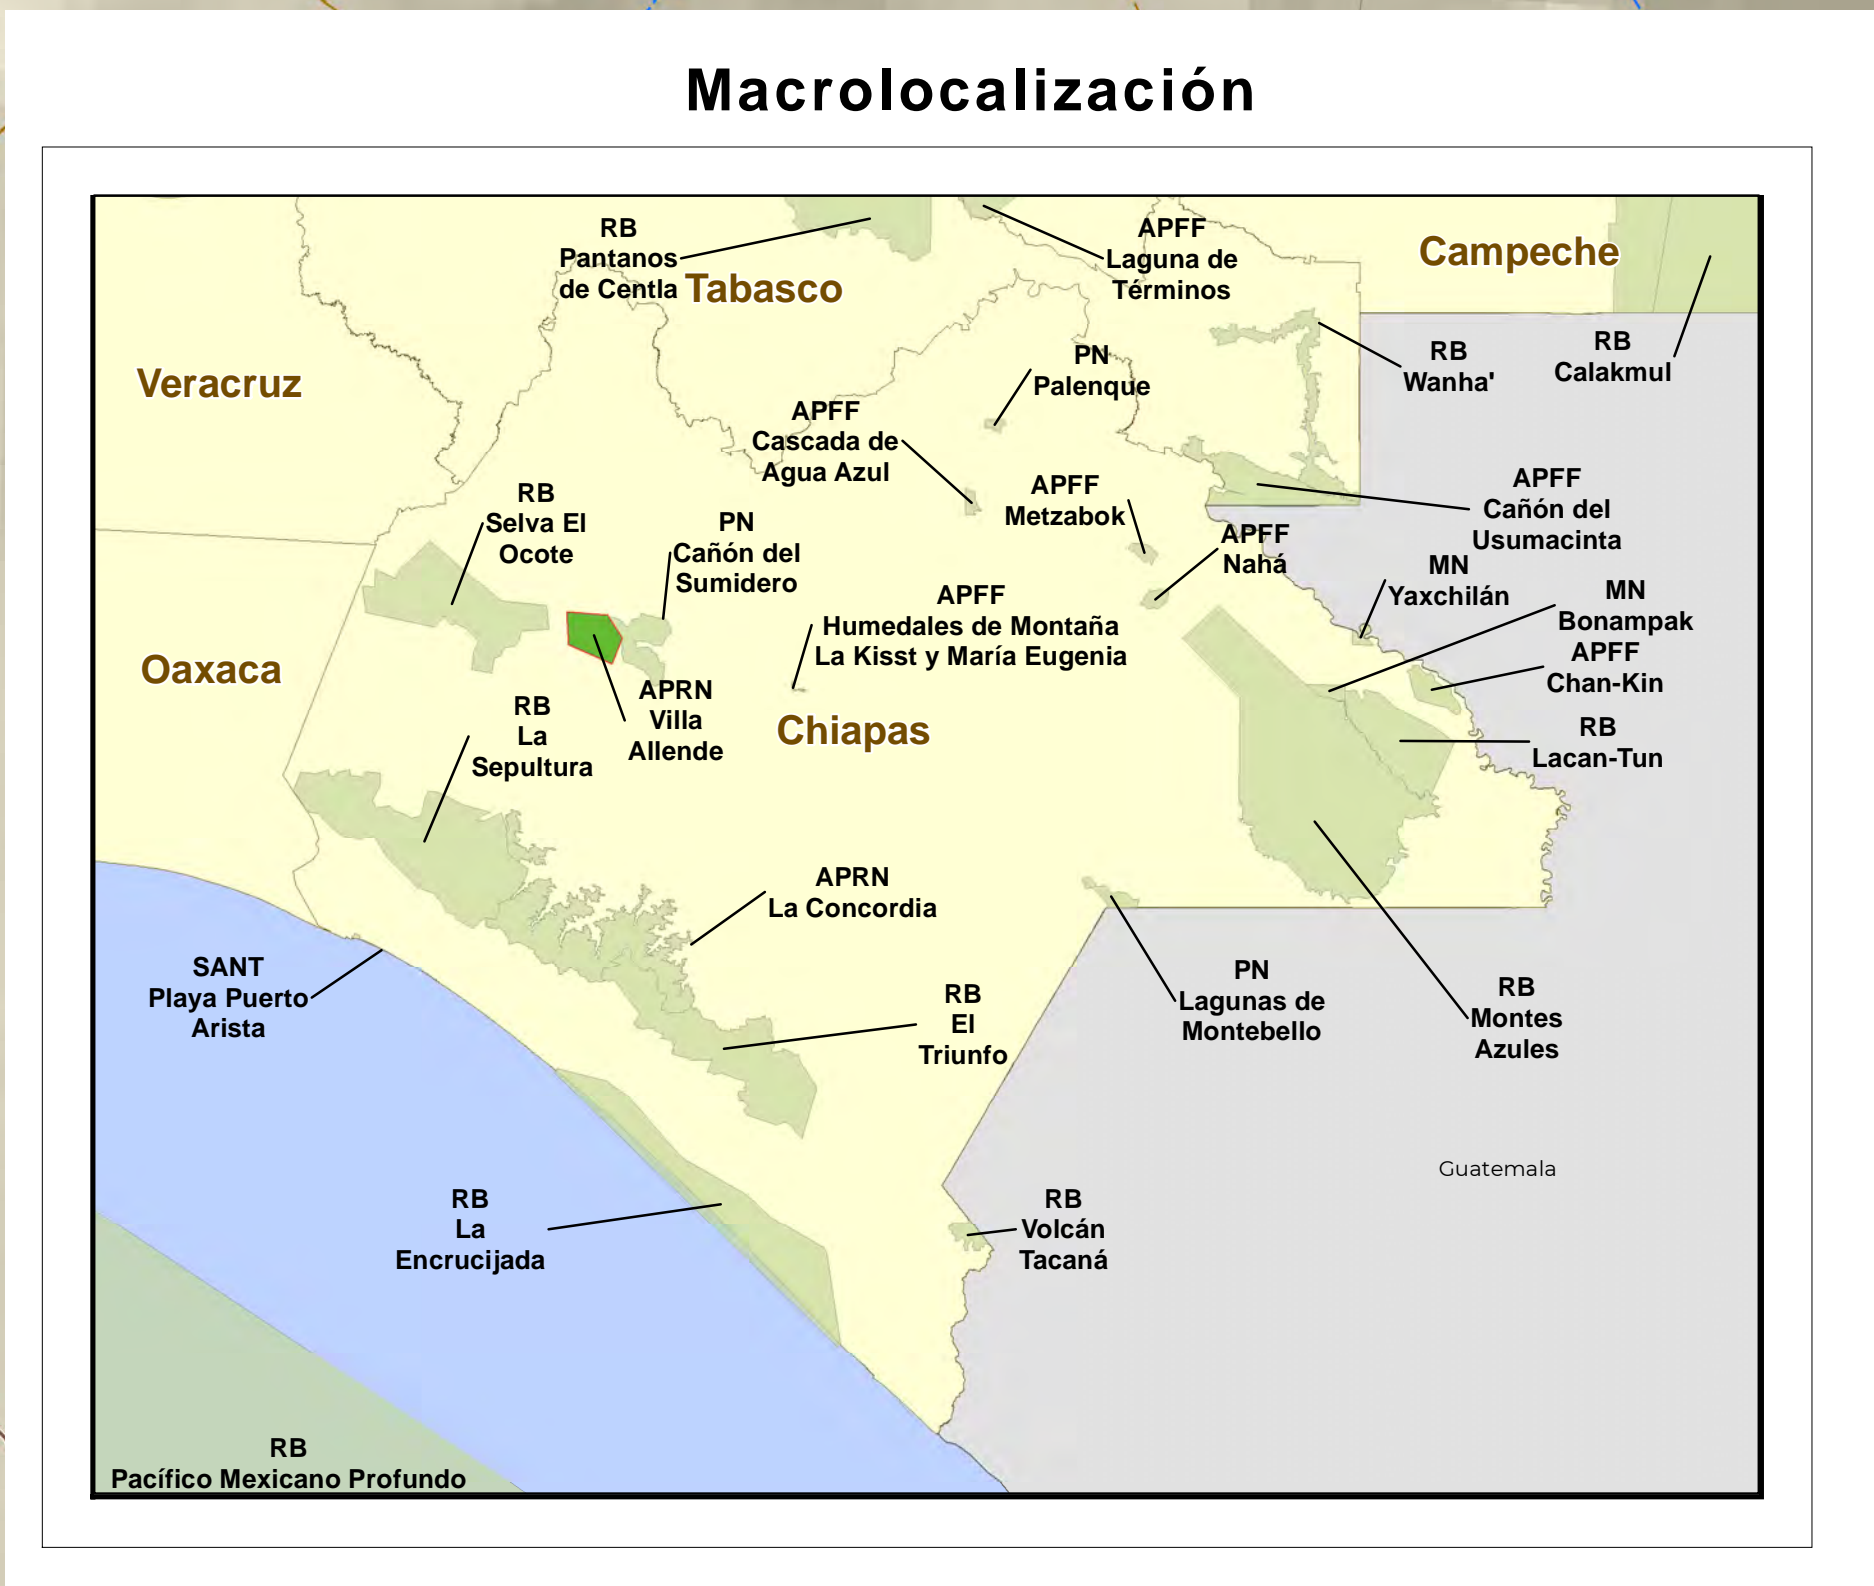 Macrolocalización
RB
Pantanos
de Centla
Tabasco
APFF
Laguna de
Términos
Campeche
RB
Wanha'
RB
Calakmul
Veracruz
PN
Palenque
APFF
Cascada de
Agua Azul
APFF
Metzabok
APFF
Cañón del
Usumacinta
RB
Selva El
Ocote
PN
Cañón del
Sumidero
APFF
Nahá
MN
Yaxchilán
MN
Bonampak
APFF
Humedales de Montaña
La Kisst y María Eugenia
APFF
Chan-Kin
Oaxaca
RB
La
Sepultura
APRN
Villa
Allende
Chiapas
RB
Lacan-Tun
APRN
La Concordia
SANT
Playa Puerto
Arista
RB
El
Triunfo
PN
Lagunas de
Montebello
RB
Montes
Azules
Guatemala
RB
La
Encrucijada
RB
Volcán
Tacaná
RB
Pacífico Mexicano Profundo